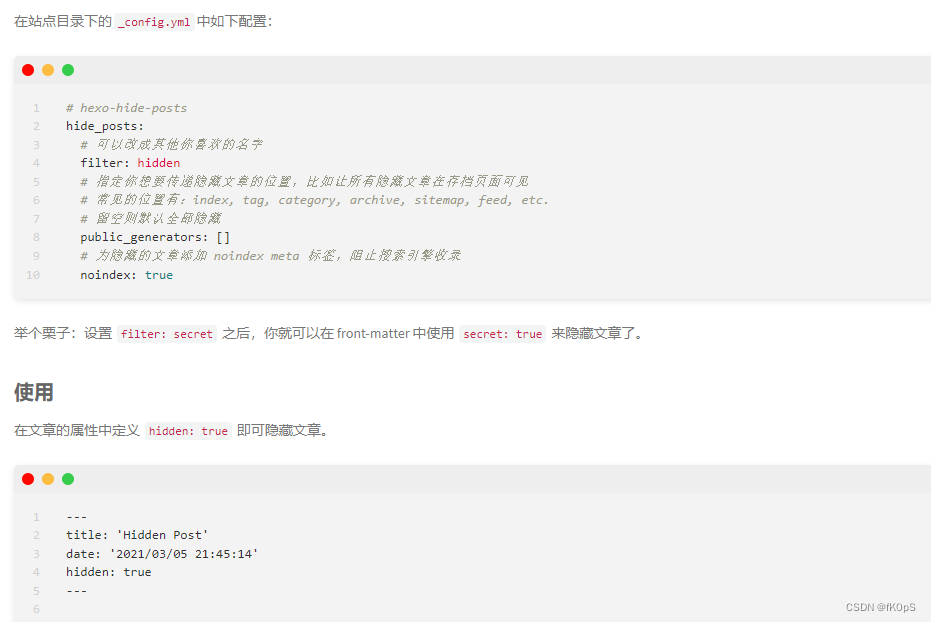 在站点目录下的 _config.yml 中如下配置：
1 # hexo-hide-posts
2 hide_posts:
3 # 可以改成其他你喜欢的名字
4 filter: hidden
5 # 指定你想要传递隐藏文章的位置，比如让所有隐藏文章在存档页面可见
6 # 常见的位置有：index, tag, category, archive, sitemap, feed, etc.
7 # 留空则默认全部隐藏
8 public_generators: []
9 # 为隐藏的文章添加 noindex meta 标签，阻止搜索引擎收录
10 noindex: true
举个栗子：设置 filter: secret 之后，你就可以在 front-matter 中使用 secret: true 来隐藏文章了。
使用
在文章的属性中定义 hidden: true 即可隐藏文章。
1 ---
2 title: 'Hidden Post'
3 date: '2021/03/05 21:45:14'
4 hidden: true
5 ---
6
CSDN @fKOpS